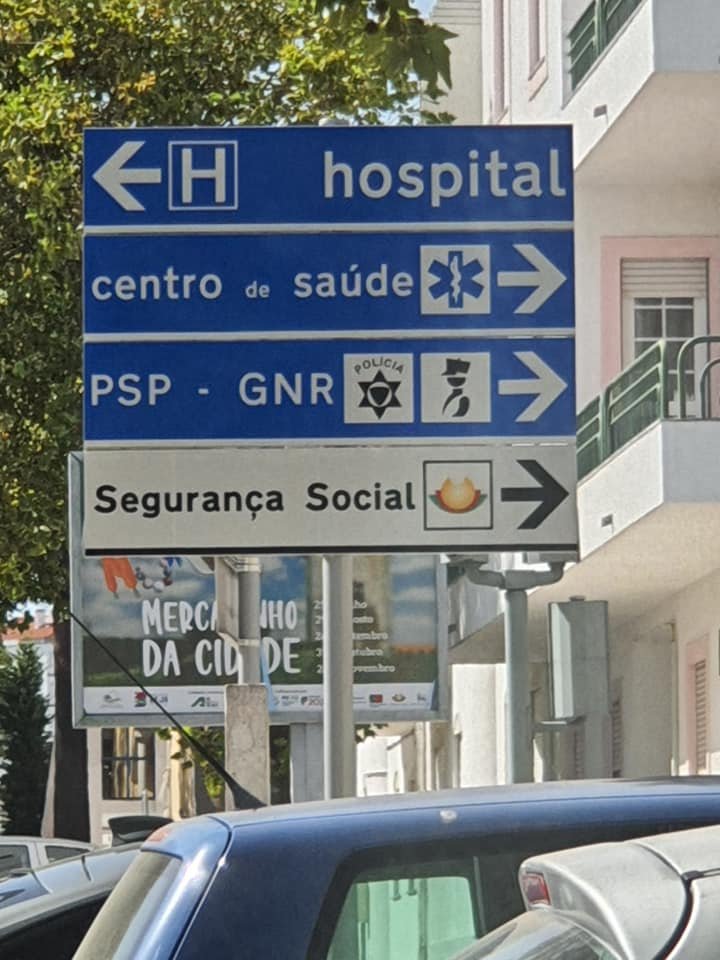 H hospital
centro de saúde
PSP - GNR POLÍCIA
Segurança Social
DA CIDADE